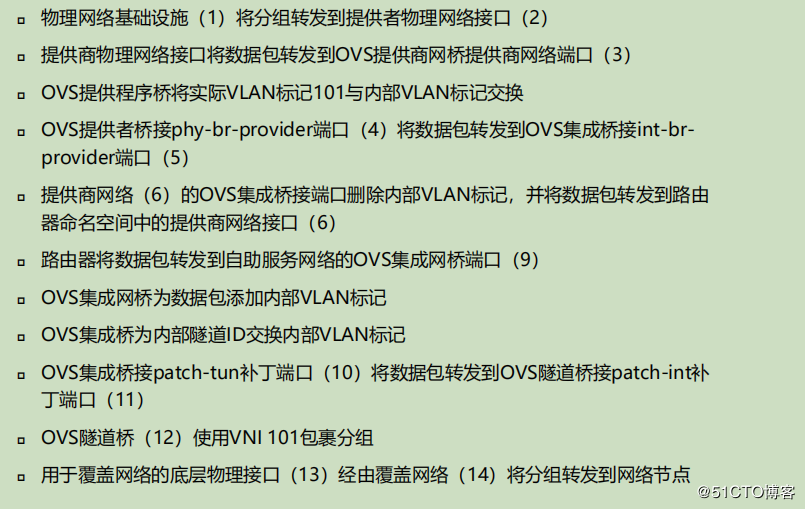 物理网络基础设施（1）将分组转发到提供者物理网络接口（2）
提供商物理网络接口将数据包转发到OVS提供商网桥提供商网络端口（3）
OVS提供程序桥将实际VLAN标记101与内部VLAN标记交换
OVS提供者桥接phy-br-provider端口（4）将数据包转发到OVS集成桥接int-br-
provider端口（5）
提供商网络（6）的OVS集成桥接端口删除内部VLAN标记，并将数据包转发到路由
器命名空间中的提供商网络接口（6）
路由器将数据包转发到自助服务网络的OVS集成网桥端口（9）
OVS集成网桥为数据包添加内部VLAN标记
OVS集成桥为内部隧道ID交换内部VLAN标记
OVS集成桥接patch-tun补丁端口（10）将数据包转发到OVS隧道桥接patch-int补
丁端口（11）
OVS隧道桥（12）使用VNI 101包裹分组
用于覆盖网络的底层物理接口（13）经由覆盖网络（14）将分组转发到网络节点
@51CTO博客